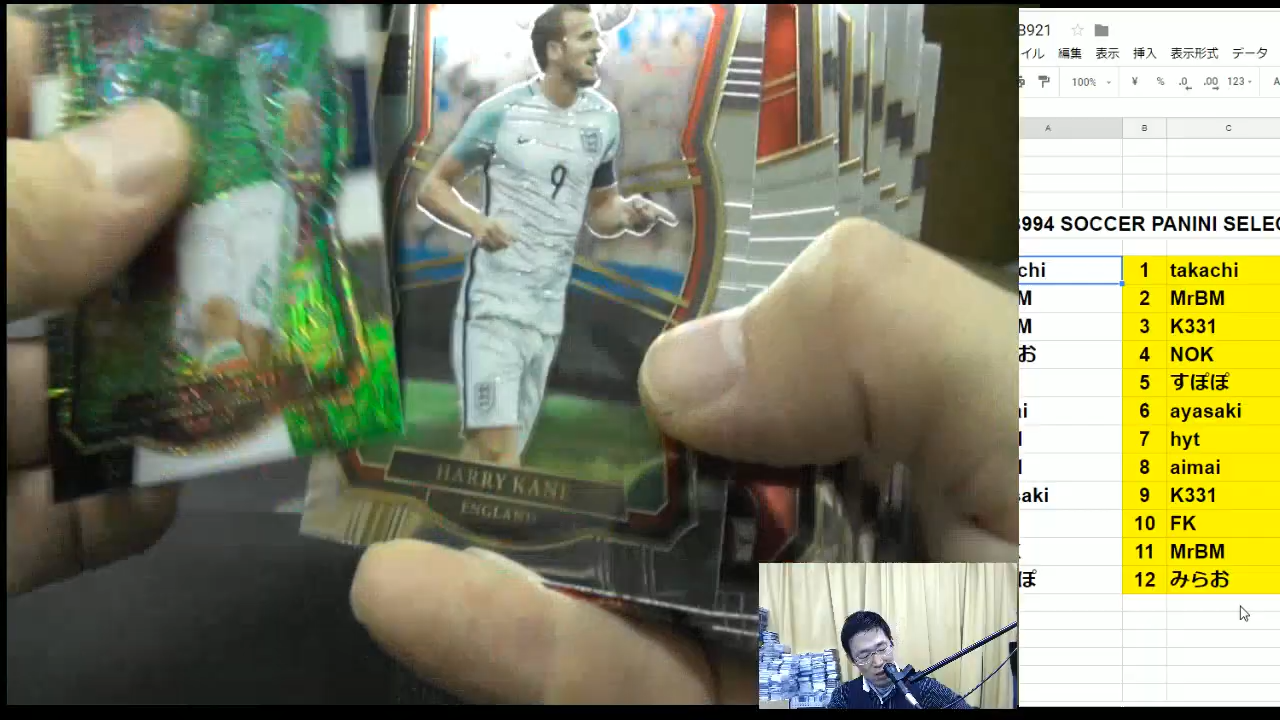 B921
イル 編集 表示 挿入 表示形式 データ
100% ¥ % .0 .00 123
A B C
3994 SOCCER PANINI SELEC
chi 1 takachi
M 2 MrBM
M 3 K331
お 4 NOK
5 すぽぽ
ni 6 ayasaki
7 hyt
8 aimai
saki 9 K331
10 FK
11 MrBM
ぽ 12 みらお
9
HARRY KANE
ENGLAND